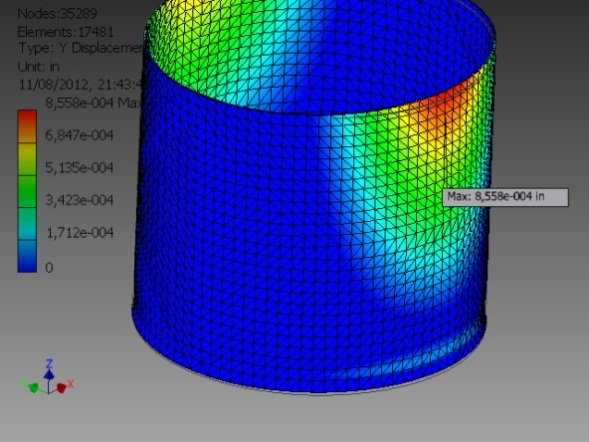 Nodes:35289
Elements:17481
Type: Y Displacemen
Unit: in
11/08/2012, 21:43:4
8,558e-004 Max
6,847e-004
5,135e-004
3,423e-004
1,712e-004
0
Max: 8,558e-004 in
Z
X